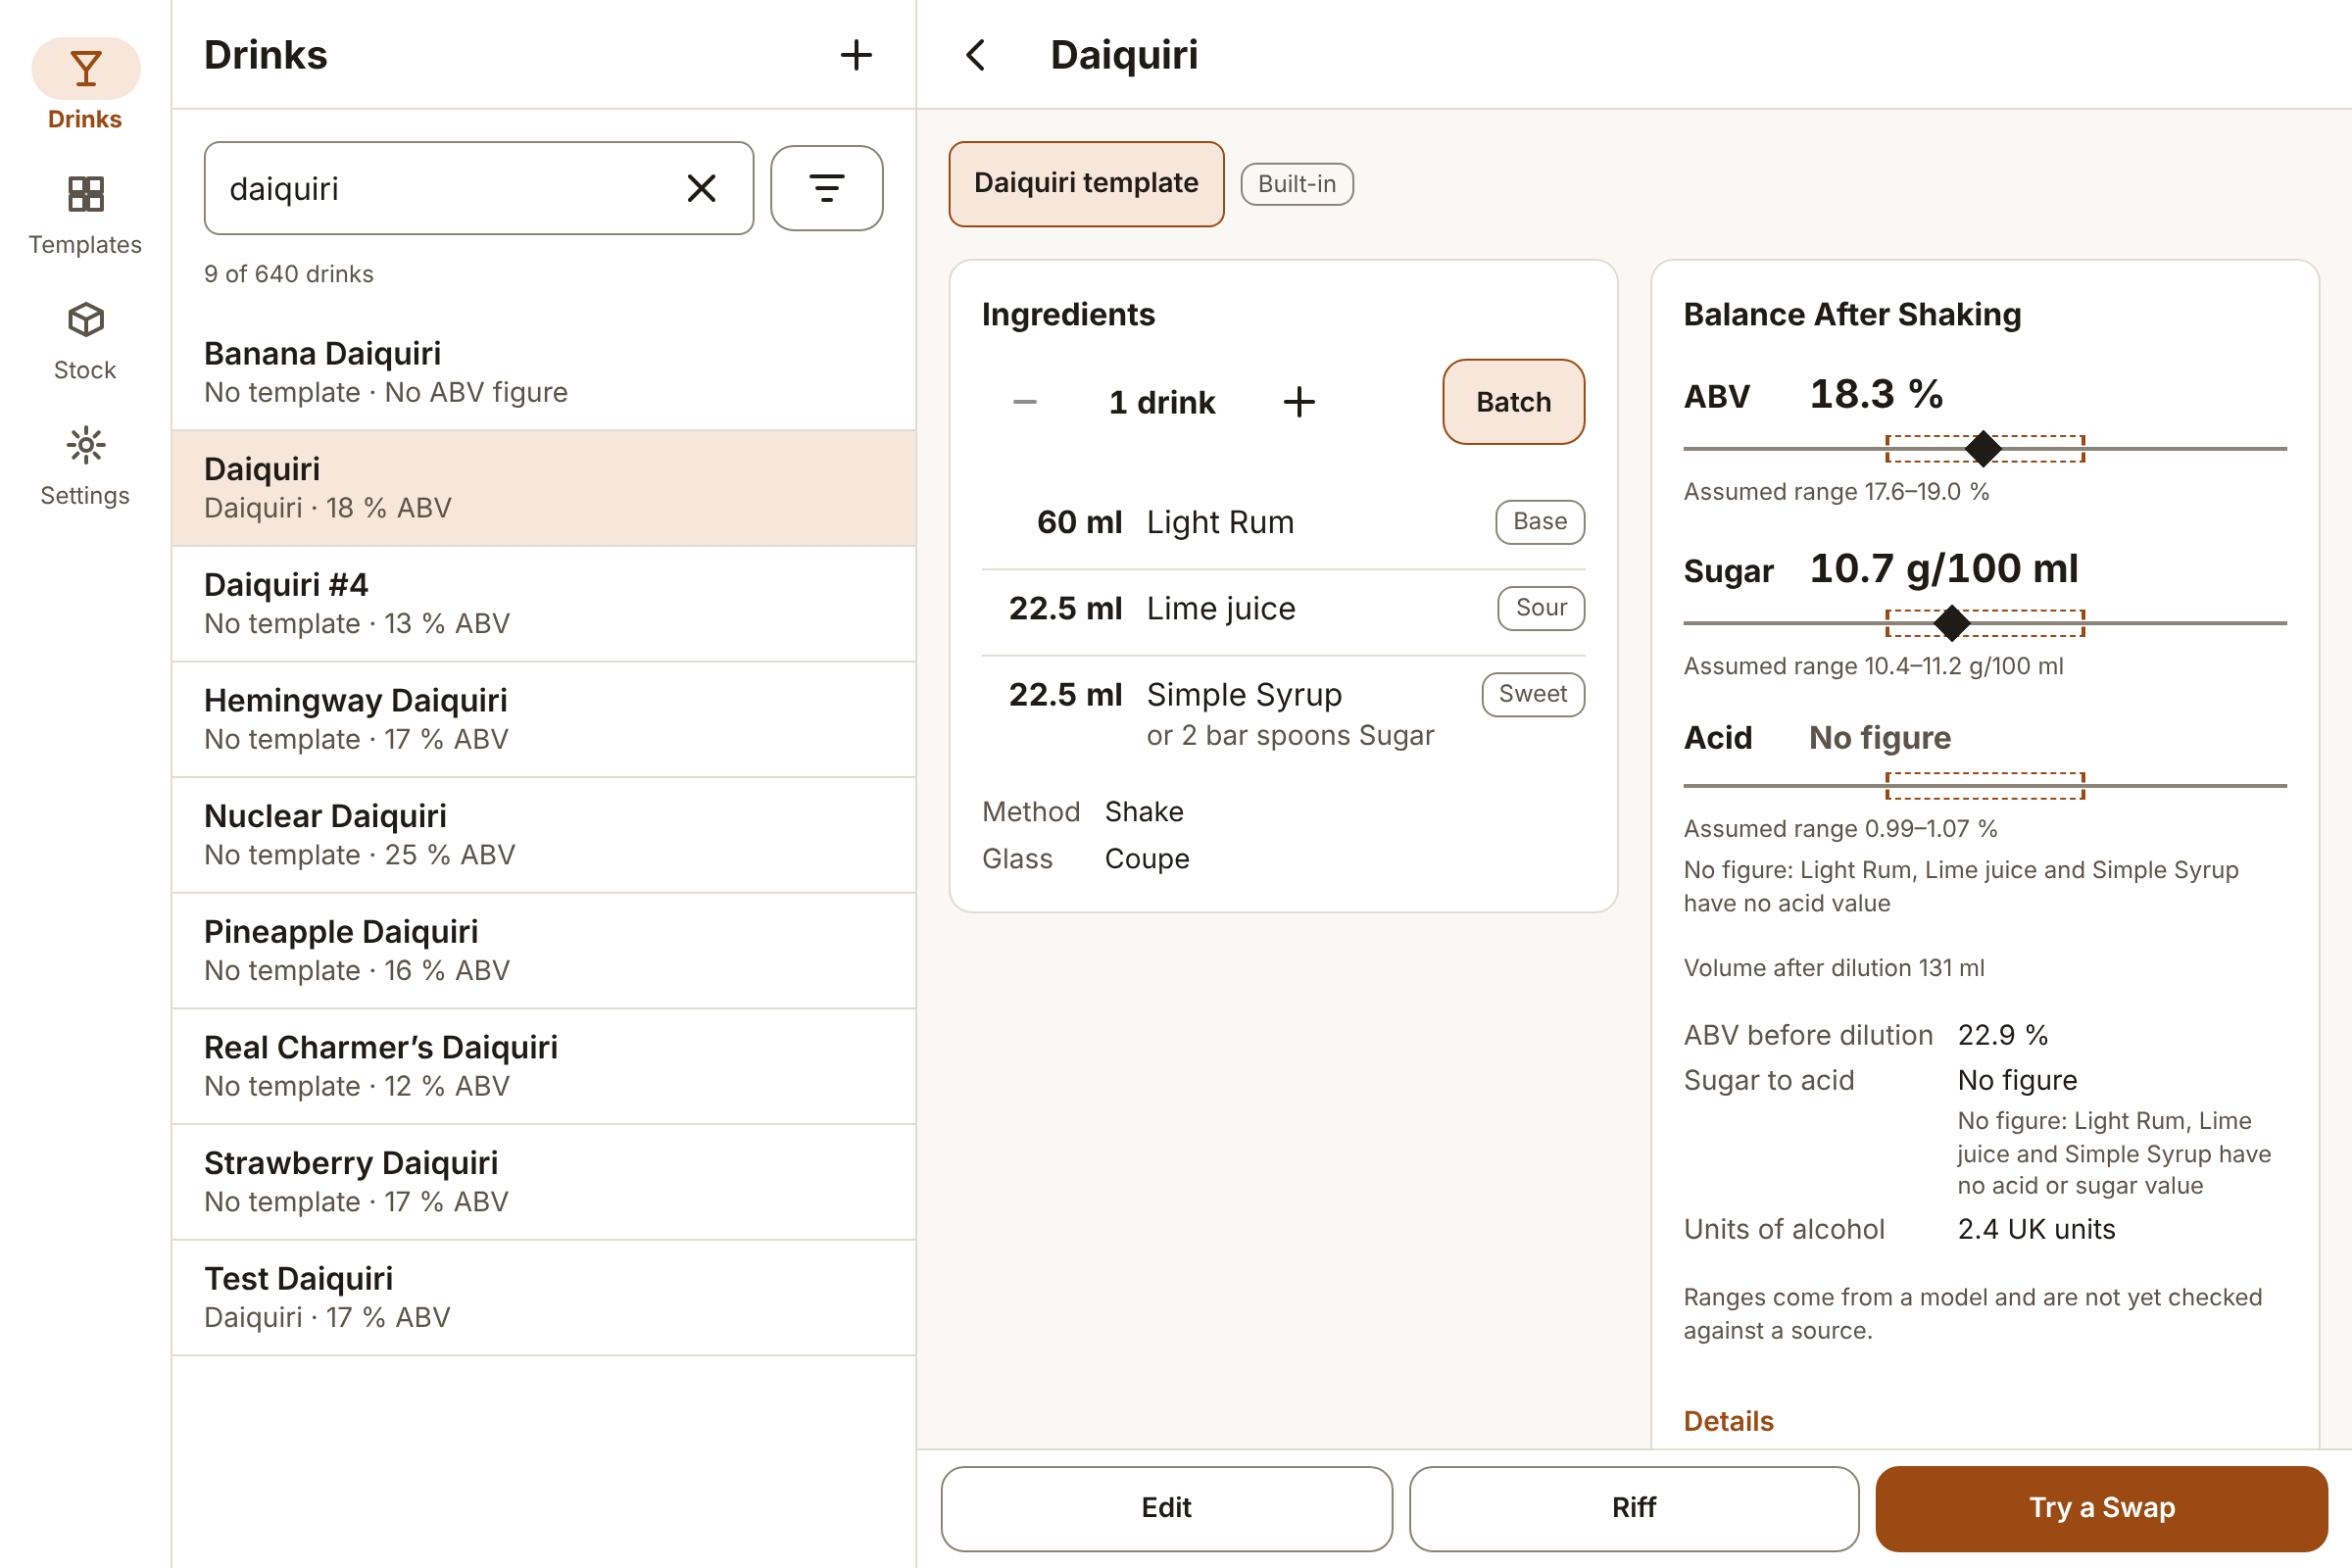 Drinks
Templates
Stock
Settings
Drinks
daiquiri
9 of 640 drinks
Banana Daiquiri
No template · No ABV figure
Daiquiri
Daiquiri · 18 % ABV
Daiquiri #4
No template · 13 % ABV
Hemingway Daiquiri
No template · 17 % ABV
Nuclear Daiquiri
No template · 25 % ABV
Pineapple Daiquiri
No template · 16 % ABV
Real Charmer’s Daiquiri
No template · 12 % ABV
Strawberry Daiquiri
No template · 17 % ABV
Test Daiquiri
Daiquiri · 17 % ABV
Daiquiri
Daiquiri template
Built-in
Ingredients
1 drink
Batch
60 ml Light Rum Base
22.5 ml Lime juice Sour
22.5 ml Simple Syrup Sweet
or 2 bar spoons Sugar
Method Shake
Glass Coupe
Balance After Shaking
ABV 18.3 %
Assumed range 17.6–19.0 %
Sugar 10.7 g/100 ml
Assumed range 10.4–11.2 g/100 ml
Acid No figure
Assumed range 0.99–1.07 %
No figure: Light Rum, Lime juice and Simple Syrup
have no acid value
Volume after dilution 131 ml
ABV before dilution 22.9 %
Sugar to acid No figure
No figure: Light Rum, Lime
juice and Simple Syrup have
no acid or sugar value
Units of alcohol 2.4 UK units
Ranges come from a model and are not yet checked
against a source.
Details
Edit
Riff
Try a Swap